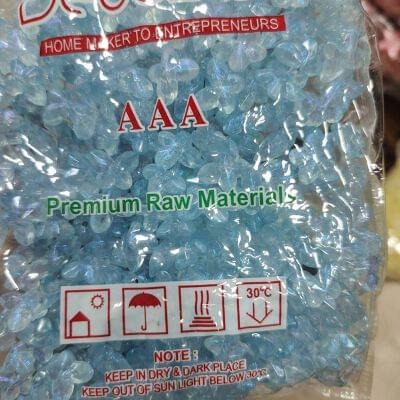 HOME MAKER TO ENTREPRENEURS
AAA
Premium Raw Materials
30°C
NOTE :
KEEP IN DRY & DARK PLACE
KEEP OUT OF SUN LIGHT BELOW 30°C